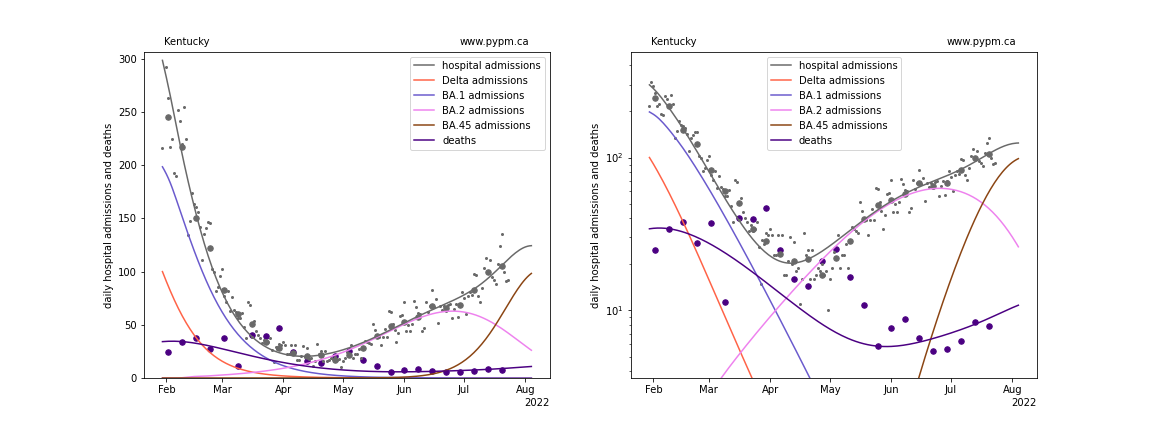 Kentucky www.pypm.ca
daily hospital admissions and deaths
300
250
200
150
100
50
0
hospital admissions
Delta admissions
BA.1 admissions
BA.2 admissions
BA.45 admissions
deaths
Feb Mar Apr May Jun Jul Aug
2022
Kentucky www.pypm.ca
daily hospital admissions and deaths
10²
10¹
hospital admissions
Delta admissions
BA.1 admissions
BA.2 admissions
BA.45 admissions
deaths
Feb Mar Apr May Jun Jul Aug
2022